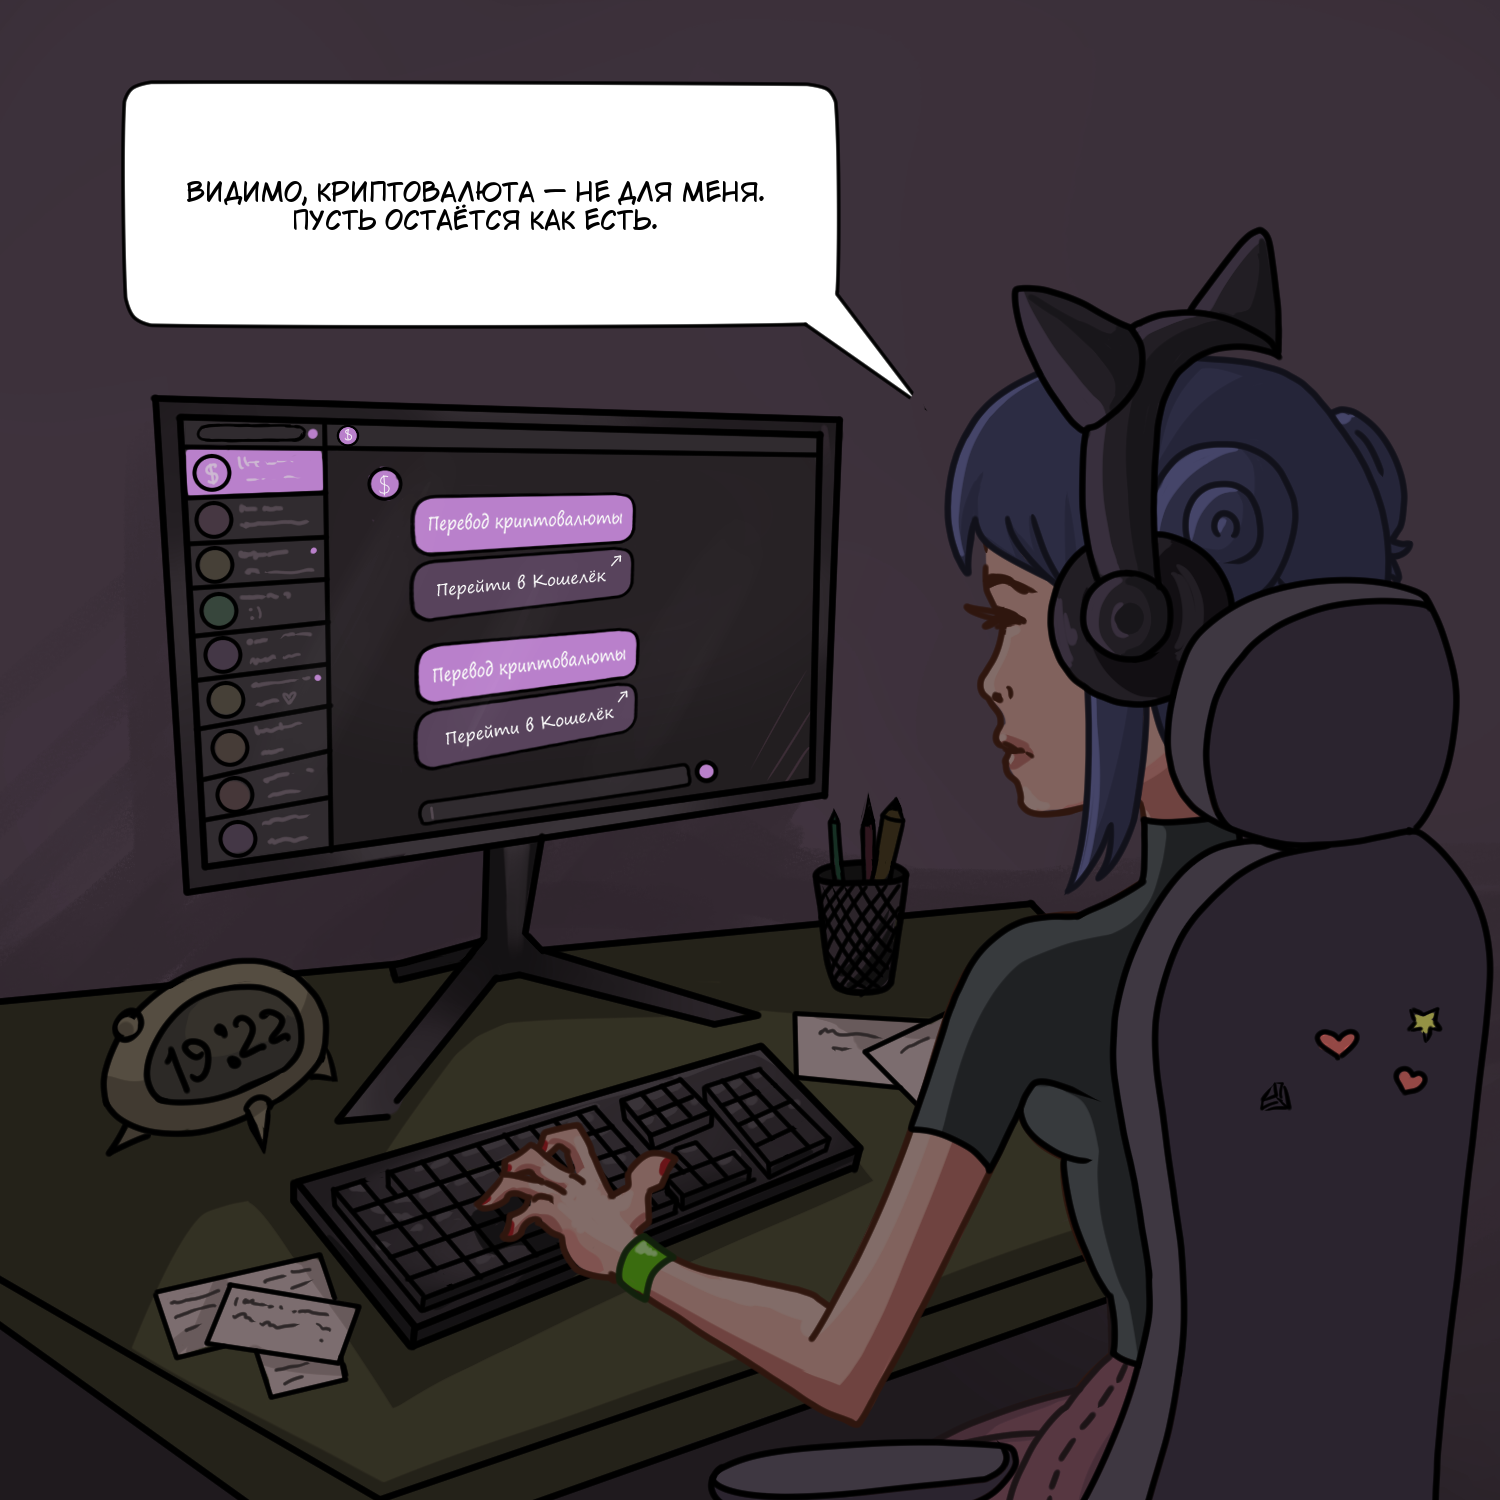 ВИДИМО, КРИПТОВАЛЮТА — НЕ ДЛЯ МЕНЯ.
ПУСТЬ ОСТАЁТСЯ КАК ЕСТЬ.
$
$
$
Перевод криптовалюты
Перейти в Кошелёк
Перевод криптовалюты
Перейти в Кошелёк
:)
19:22